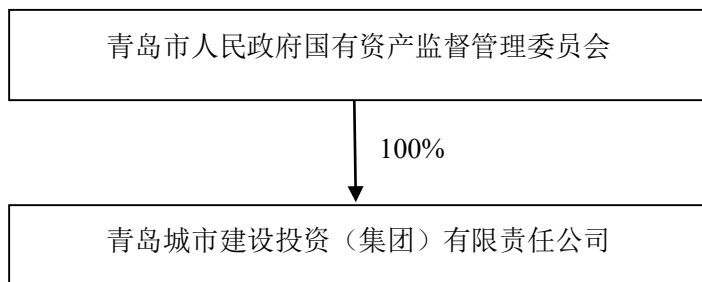 青岛市人民政府国有资产监督管理委员会
100%
青岛城市建设投资（集团）有限责任公司